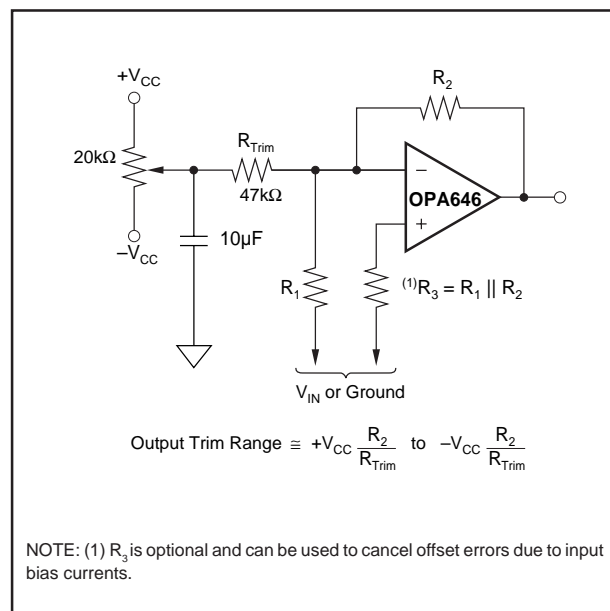 +VCC
R2
RTrim
20kΩ
47kΩ
−
OPA646
+
–VCC
10µF
R1
(1)R3 = R1 || R2
VIN or Ground
Output Trim Range ≅ +VCC R2/RTrim to –VCC R2/RTrim
NOTE: (1) R3 is optional and can be used to cancel offset errors due to input
bias currents.